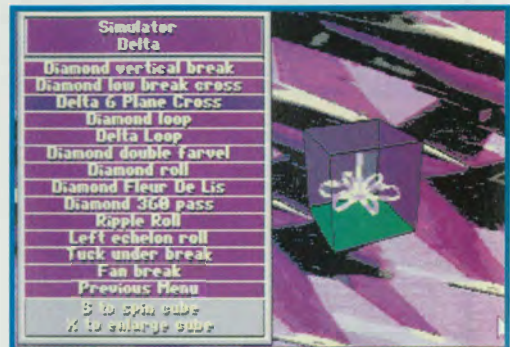 Simulator
Delta
Diamond vertical break
Diamond low break cross
Delta 6 Plane Cross
Diamond loop
Delta Loop
Diamond double farvel
Diamond roll
Diamond Fleur De Lis
Diamond 360 pass
Ripple Roll
Left echelon roll
Tuck under break
Fan break
Previous Menu
S to spin cube
X to enlarge cube